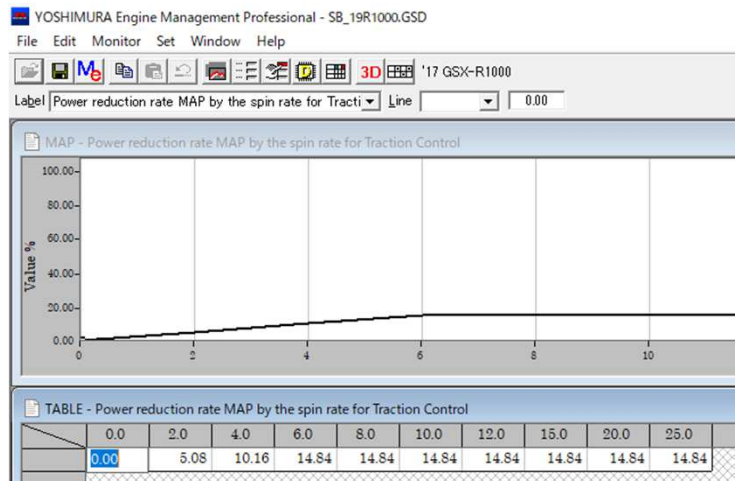 YOSHIMURA Engine Management Professional - SB_19R1000.GSD
File Edit Monitor Set Window Help
Me 3D '17 GSX-R1000
Label Power reduction rate MAP by the spin rate for Tracti Line 0.00
MAP - Power reduction rate MAP by the spin rate for Traction Control
100.00
80.00
60.00
40.00
20.00
0.00
Value %
0 2 4 6 8 10
TABLE - Power reduction rate MAP by the spin rate for Traction Control
0.0 2.0 4.0 6.0 8.0 10.0 12.0 15.0 20.0 25.0
0.00 5.08 10.16 14.84 14.84 14.84 14.84 14.84 14.84 14.84